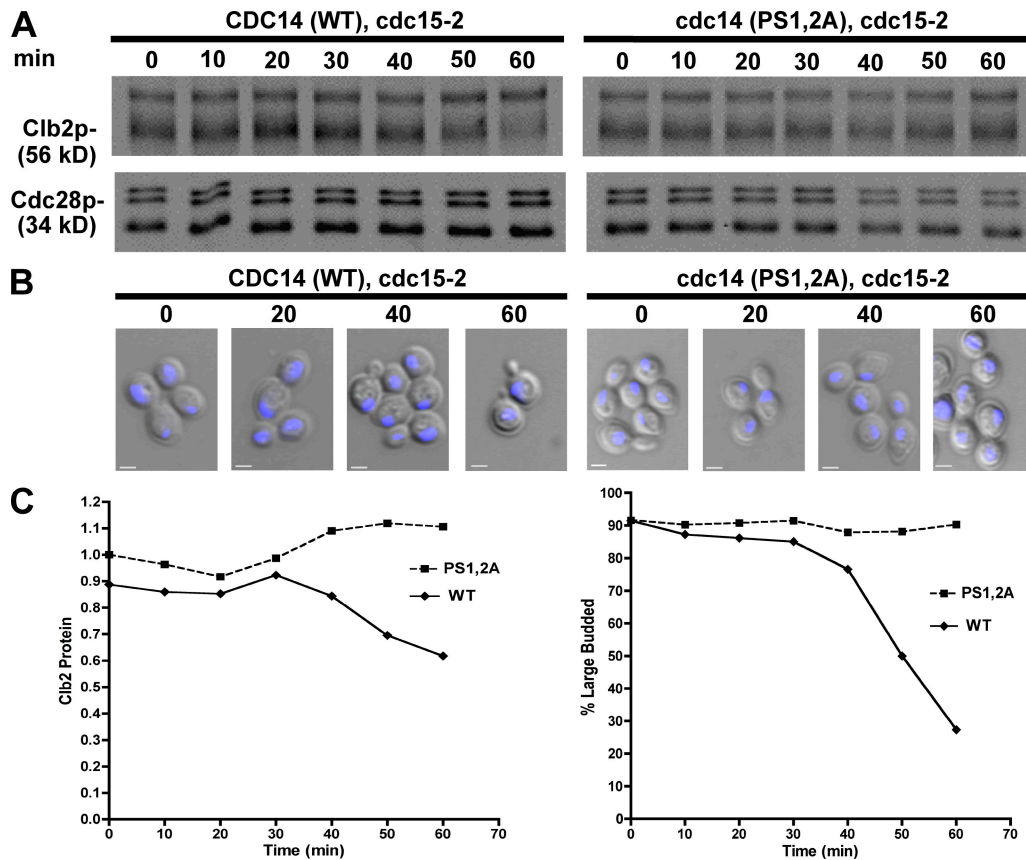 A
CDC14 (WT), cdc15-2
cdc14 (PS1,2A), cdc15-2
min
0 10 20 30 40 50 60
0 10 20 30 40 50 60
Clb2p-
(56 kD)
Cdc28p-
(34 kD)
B
CDC14 (WT), cdc15-2
cdc14 (PS1,2A), cdc15-2
0 20 40 60
0 20 40 60
C
Clb2 Protein
1.2
1.1
1.0
0.9
0.8
0.7
0.6
0.5
0.4
0.3
0.2
0.1
0.0
0 10 20 30 40 50 60 70
Time (min)
PS1,2A
WT
% Large Budded
100
90
80
70
60
50
40
30
20
10
0
0 10 20 30 40 50 60 70
Time (min)
PS1,2A
WT